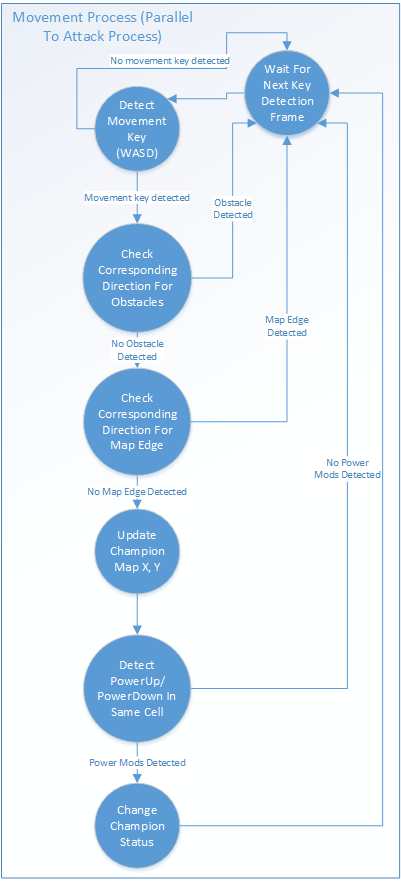 Movement Process (Parallel
To Attack Process)
No movement key detected
Wait For
Next Key
Detection
Frame
Detect
Movement
Key
(WASD)
Movement key detected
Obstacle
Detected
Check
Corresponding
Direction For
Obstacles
Map Edge
Detected
No Obstacle
Detected
Check
Corresponding
Direction For
Map Edge
No Power
Mods Detected
No Map Edge Detected
Update
Champion
Map X, Y
Detect
PowerUp/
PowerDown In
Same Cell
Power Mods Detected
Change
Champion
Status